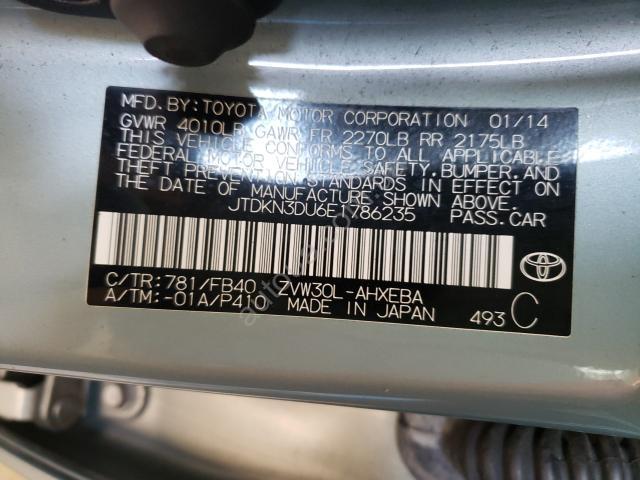 MFD. BY: TOYOTA MOTOR CORPORATION 01/14
GVWR 4010LB GAWR FR 2270LB RR 2175LB
THIS VEHICLE CONFORMS TO ALL APPLICABLE
FEDERAL MOTOR VEHICLE SAFETY, BUMPER, AND
THEFT PREVENTION STANDARDS IN EFFECT ON
THE DATE OF MANUFACTURE SHOWN ABOVE.
JTDKN3DU6E1786235 PASS.CAR
C/TR: 781/FB40 ZVW30L-AHXEBA
A/TM:-01A/P410 MADE IN JAPAN 493 C